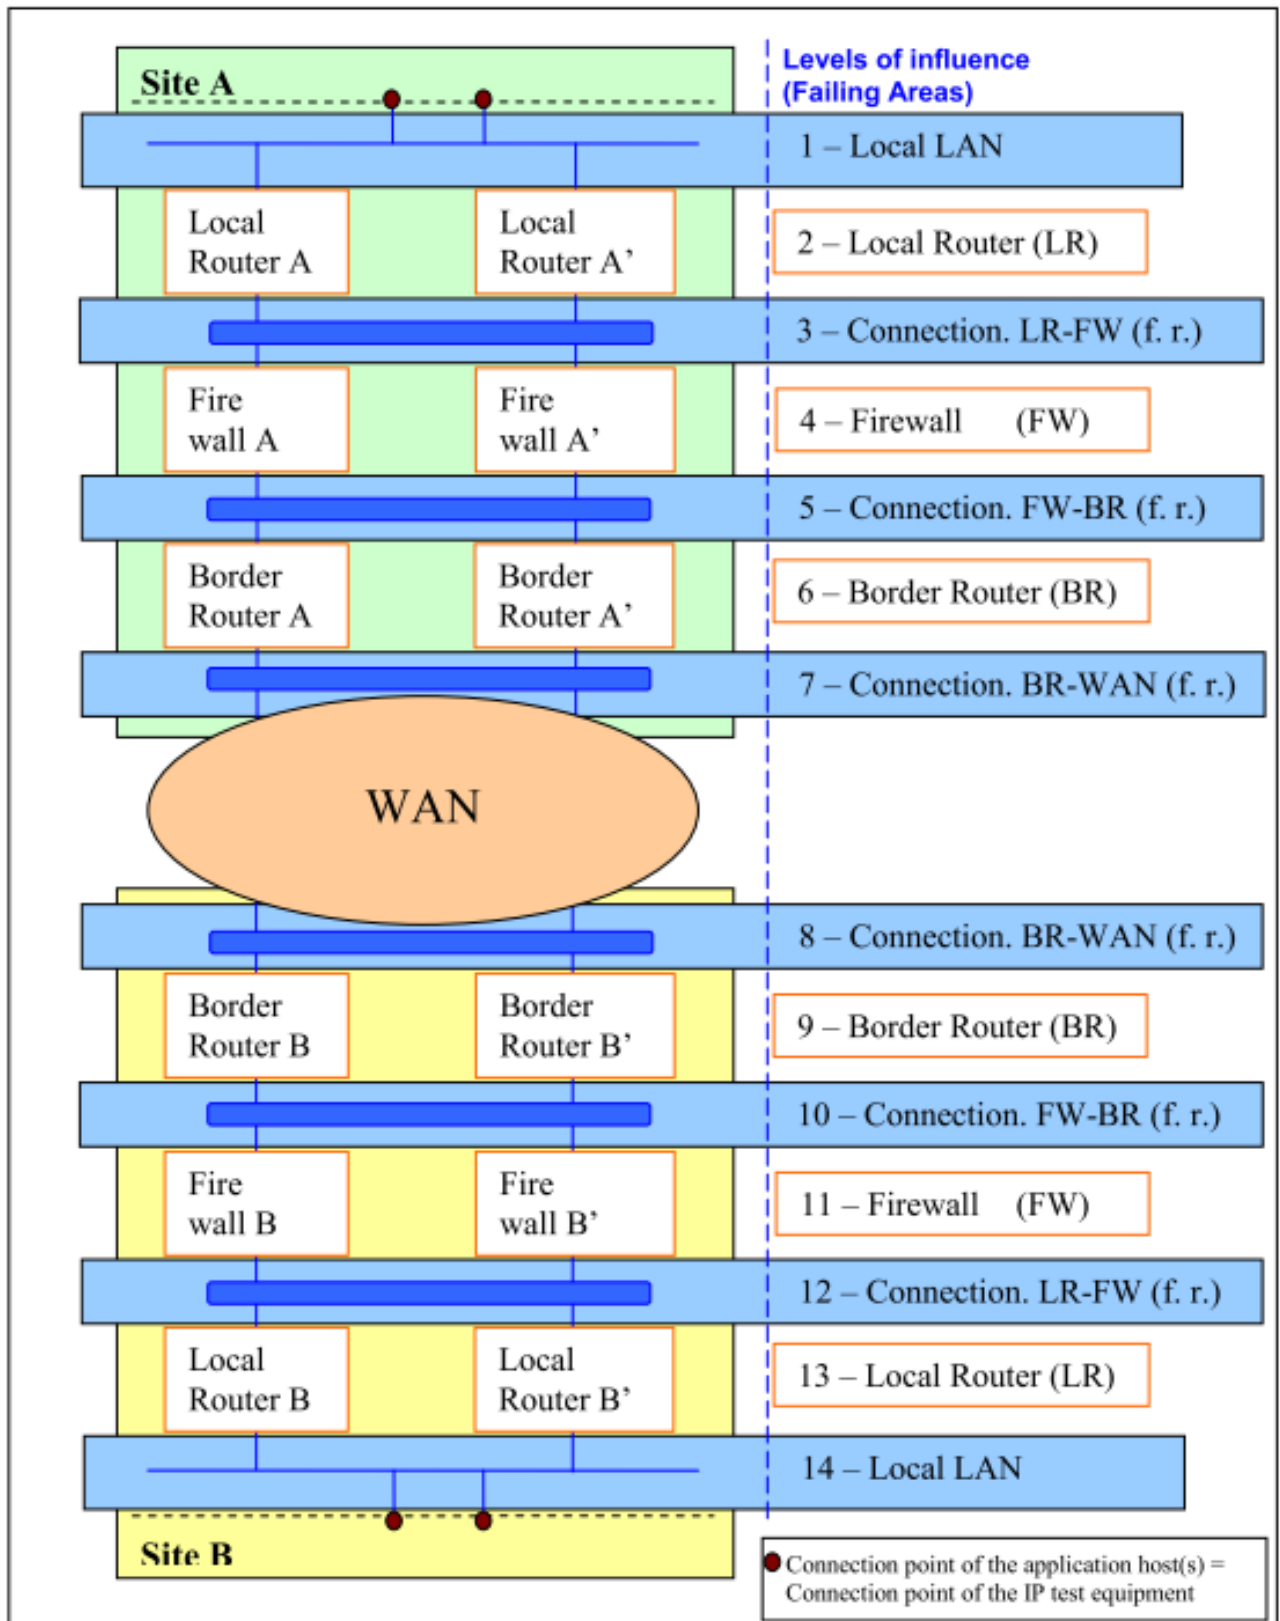 Site A
Levels of influence
(Failing Areas)
1 – Local LAN
Local
Router A
Local
Router A’
2 – Local Router (LR)
3 – Connection. LR-FW (f. r.)
Fire
wall A
Fire
wall A’
4 – Firewall (FW)
5 – Connection. FW-BR (f. r.)
Border
Router A
Border
Router A’
6 – Border Router (BR)
7 – Connection. BR-WAN (f. r.)
WAN
8 – Connection. BR-WAN (f. r.)
Border
Router B
Border
Router B’
9 – Border Router (BR)
10 – Connection. FW-BR (f. r.)
Fire
wall B
Fire
wall B’
11 – Firewall (FW)
12 – Connection. LR-FW (f. r.)
Local
Router B
Local
Router B’
13 – Local Router (LR)
14 – Local LAN
Site B
Connection point of the application host(s) =
Connection point of the IP test equipment